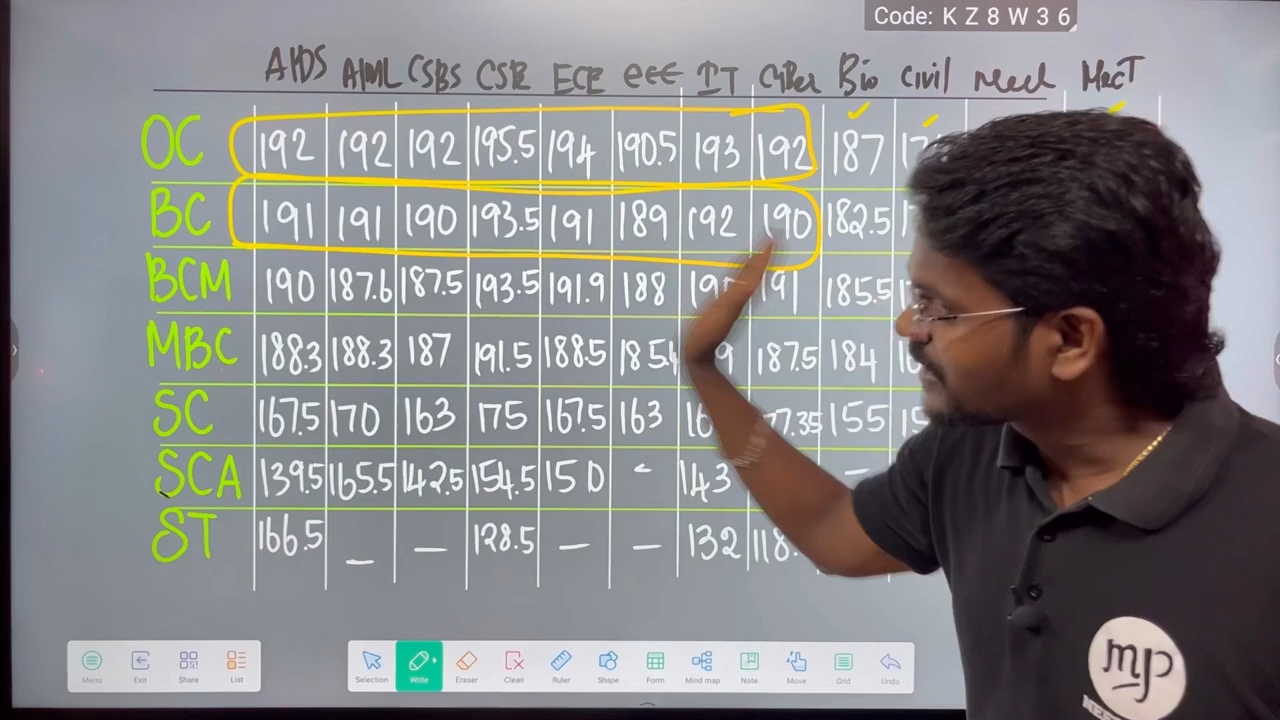 Code: K Z 8 W 3 6
AIDS AIML CSBS CSE ECE eee IT Cyber Bio Civil Mech MecT
OC 192 192 192 195.5 194 190.5 193 192 187
BC 191 191 190 193.5 191 189 192 190 182.5
BCM 190 187.6 187.5 193.5 191.9 188 191 185.5
MBC 188.3 188.3 187 191.5 188.5 187.5 184
SC 167.5 170 163 175 167.5 163 155
SCA 139.5 165.5 142.5 154.5 150 - 143 -
ST 166.5 - - 128.5 - - 132
Menu Exit Share List Selection Write Eraser Clean Ruler Shape Form Mind map Note Move Grid Undo
mp